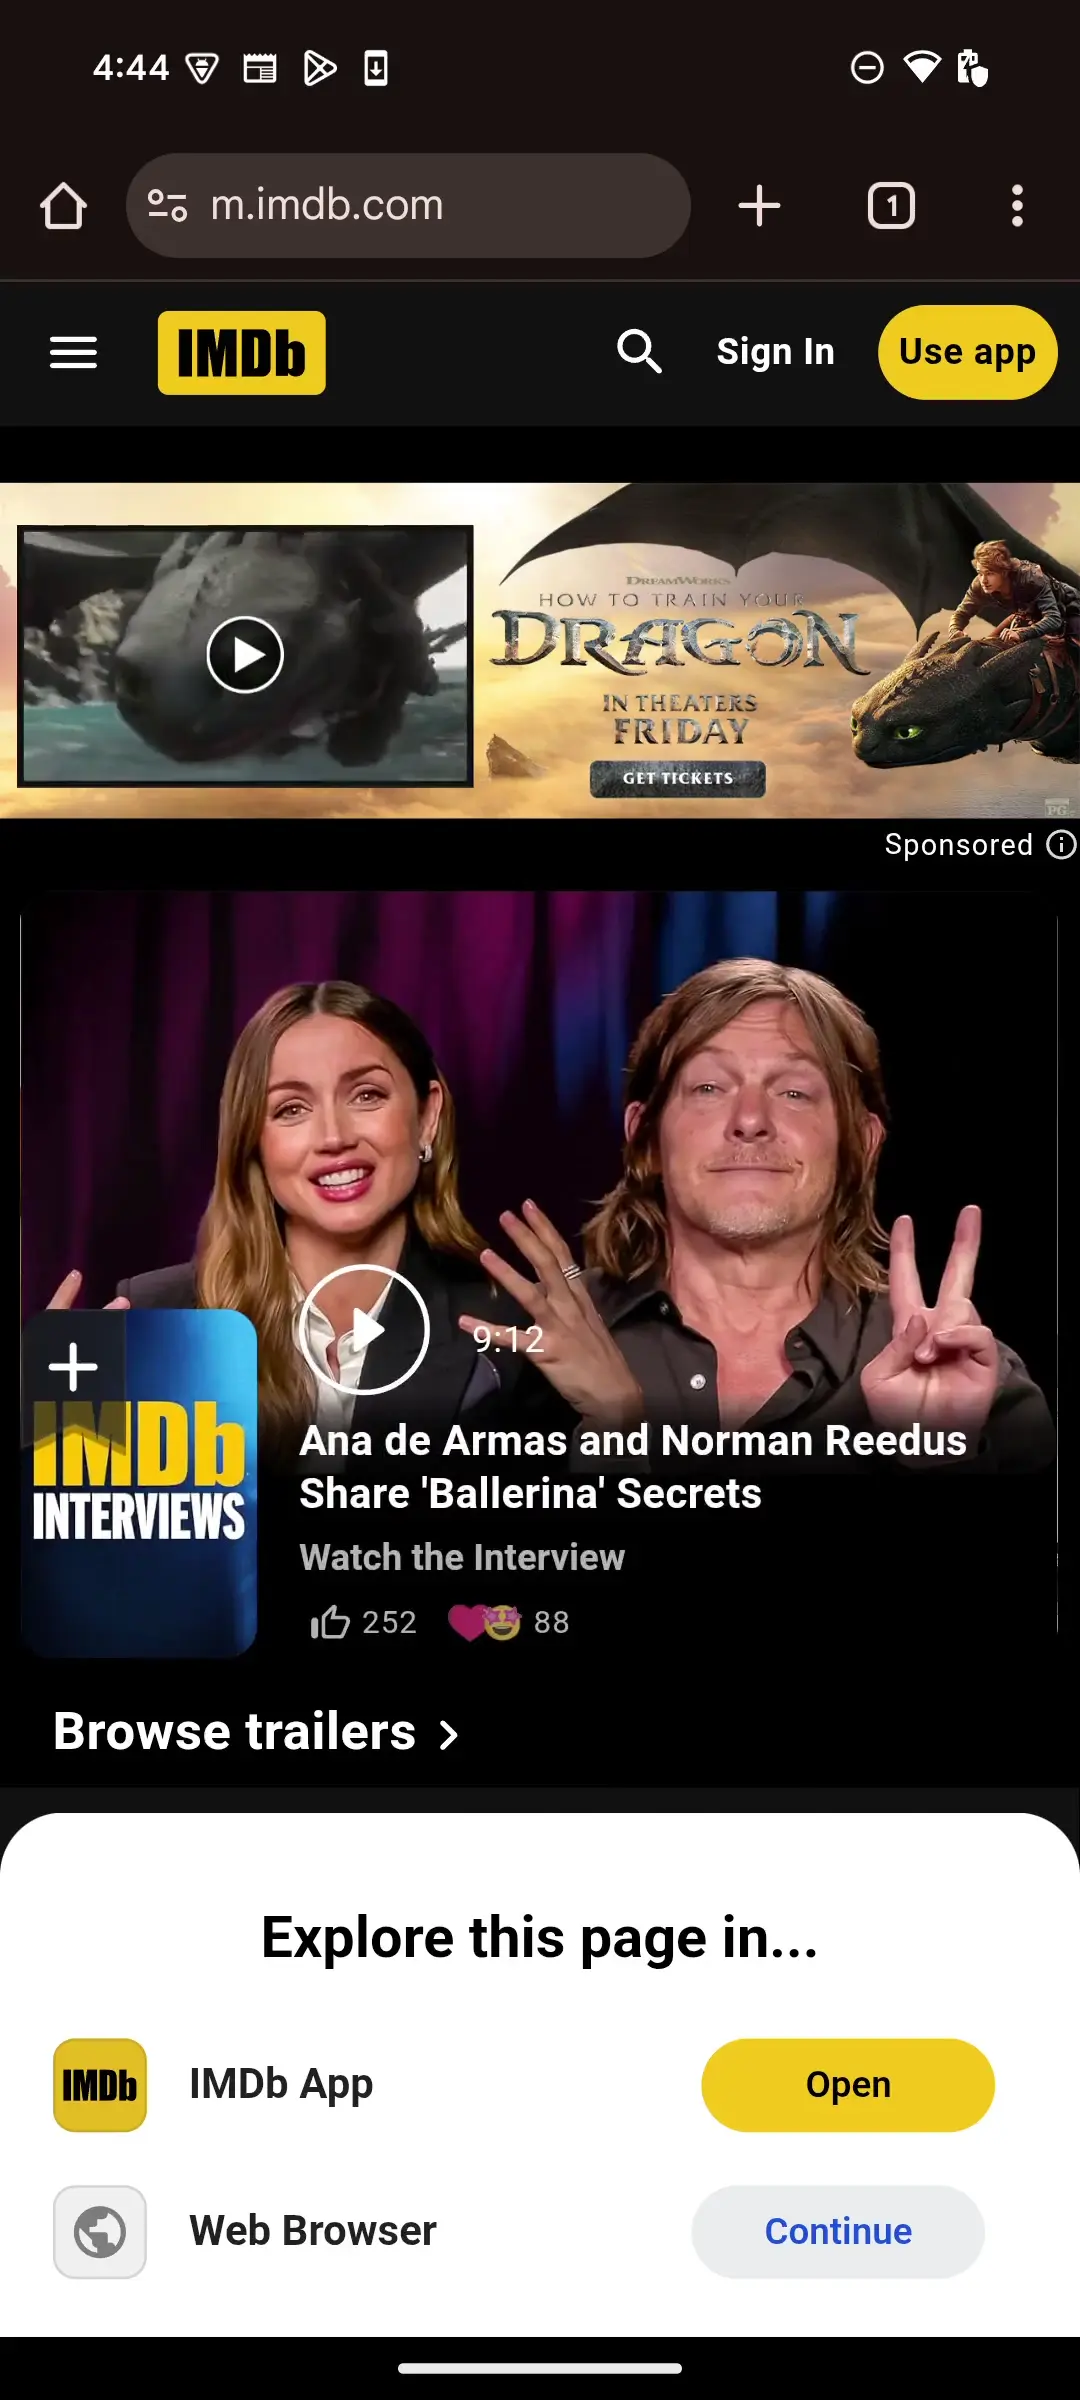 4:44
m.imdb.com
1
IMDb
Sign In
Use app
DREAMWORKS
HOW TO TRAIN YOUR
DRAGON
IN THEATERS
FRIDAY
GET TICKETS
PG
Sponsored
9:12
IMDb
INTERVIEWS
Ana de Armas and Norman Reedus
Share 'Ballerina' Secrets
Watch the Interview
252
88
Browse trailers
Explore this page in...
IMDb
IMDb App
Open
Web Browser
Continue